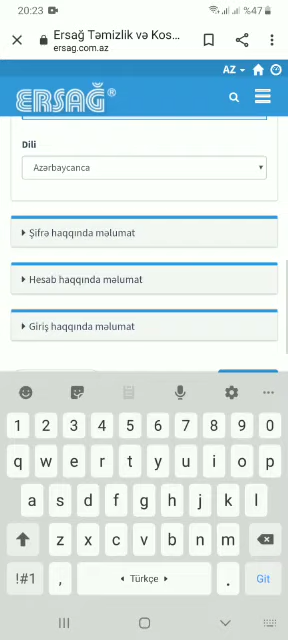 20:23 %47
Ersağ Təmizlik və Kos...
ersag.com.az
AZ
ERSAĞ®
Dili
Azərbaycanca
Şifrə haqqında məlumat
Hesab haqqında məlumat
Giriş haqqında məlumat
1 2 3 4 5 6 7 8 9 0
q w e r t y u i o p
a s d f g h j k l
z x c v b n m
!#1 , Türkçe . Git